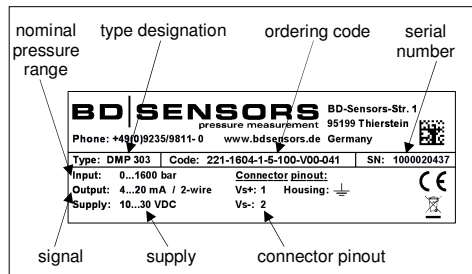 nominal
pressure
range
type designation
ordering code
serial
number
BD SENSORS
pressure measurement
BD-Sensors-Str. 1
95199 Thierstein
Phone: +49(0)9235/9811-0 www.bdsensors.de Germany
Type: DMP 303 Code: 221-1604-1-5-100-V00-041 SN: 1000020437
Input: 0...1600 bar Connector pinout:
Output: 4...20 mA / 2-wire Vs+: 1 Housing:
Supply: 10...30 VDC Vs-: 2
CE
signal
supply
connector pinout